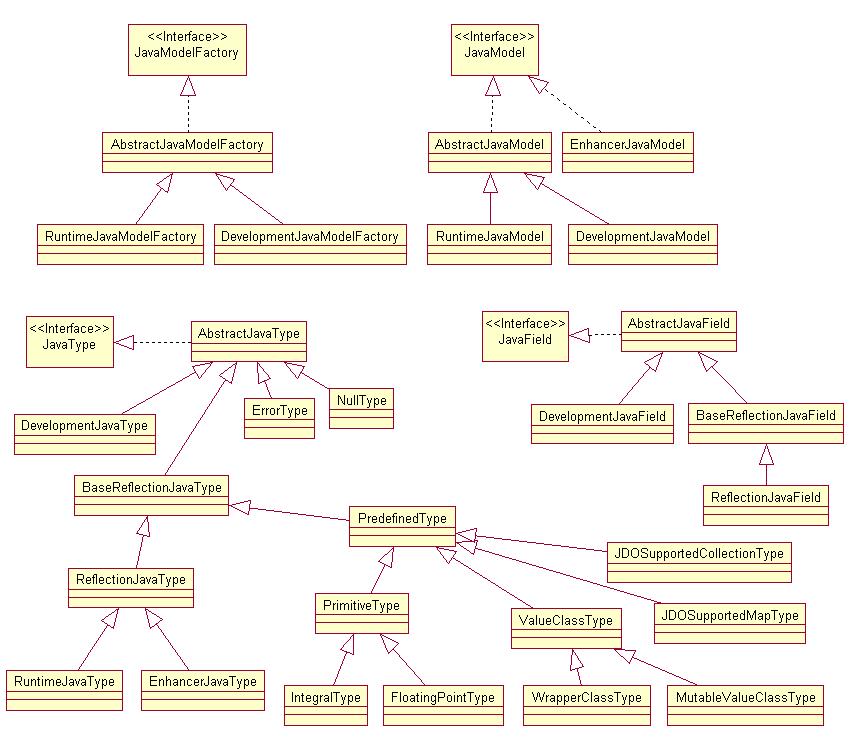 <<Interface>>
JavaModelFactory
<<Interface>>
JavaModel
AbstractJavaModelFactory
AbstractJavaModel
EnhancerJavaModel
RuntimeJavaModelFactory
DevelopmentJavaModelFactory
RuntimeJavaModel
DevelopmentJavaModel
<<Interface>>
JavaType
AbstractJavaType
<<Interface>>
JavaField
AbstractJavaField
DevelopmentJavaType
ErrorType
NullType
DevelopmentJavaField
BaseReflectionJavaField
BaseReflectionJavaType
PredefinedType
ReflectionJavaField
JDOSupportedCollectionType
ReflectionJavaType
PrimitiveType
ValueClassType
JDOSupportedMapType
RuntimeJavaType
EnhancerJavaType
IntegralType
FloatingPointType
WrapperClassType
MutableValueClassType